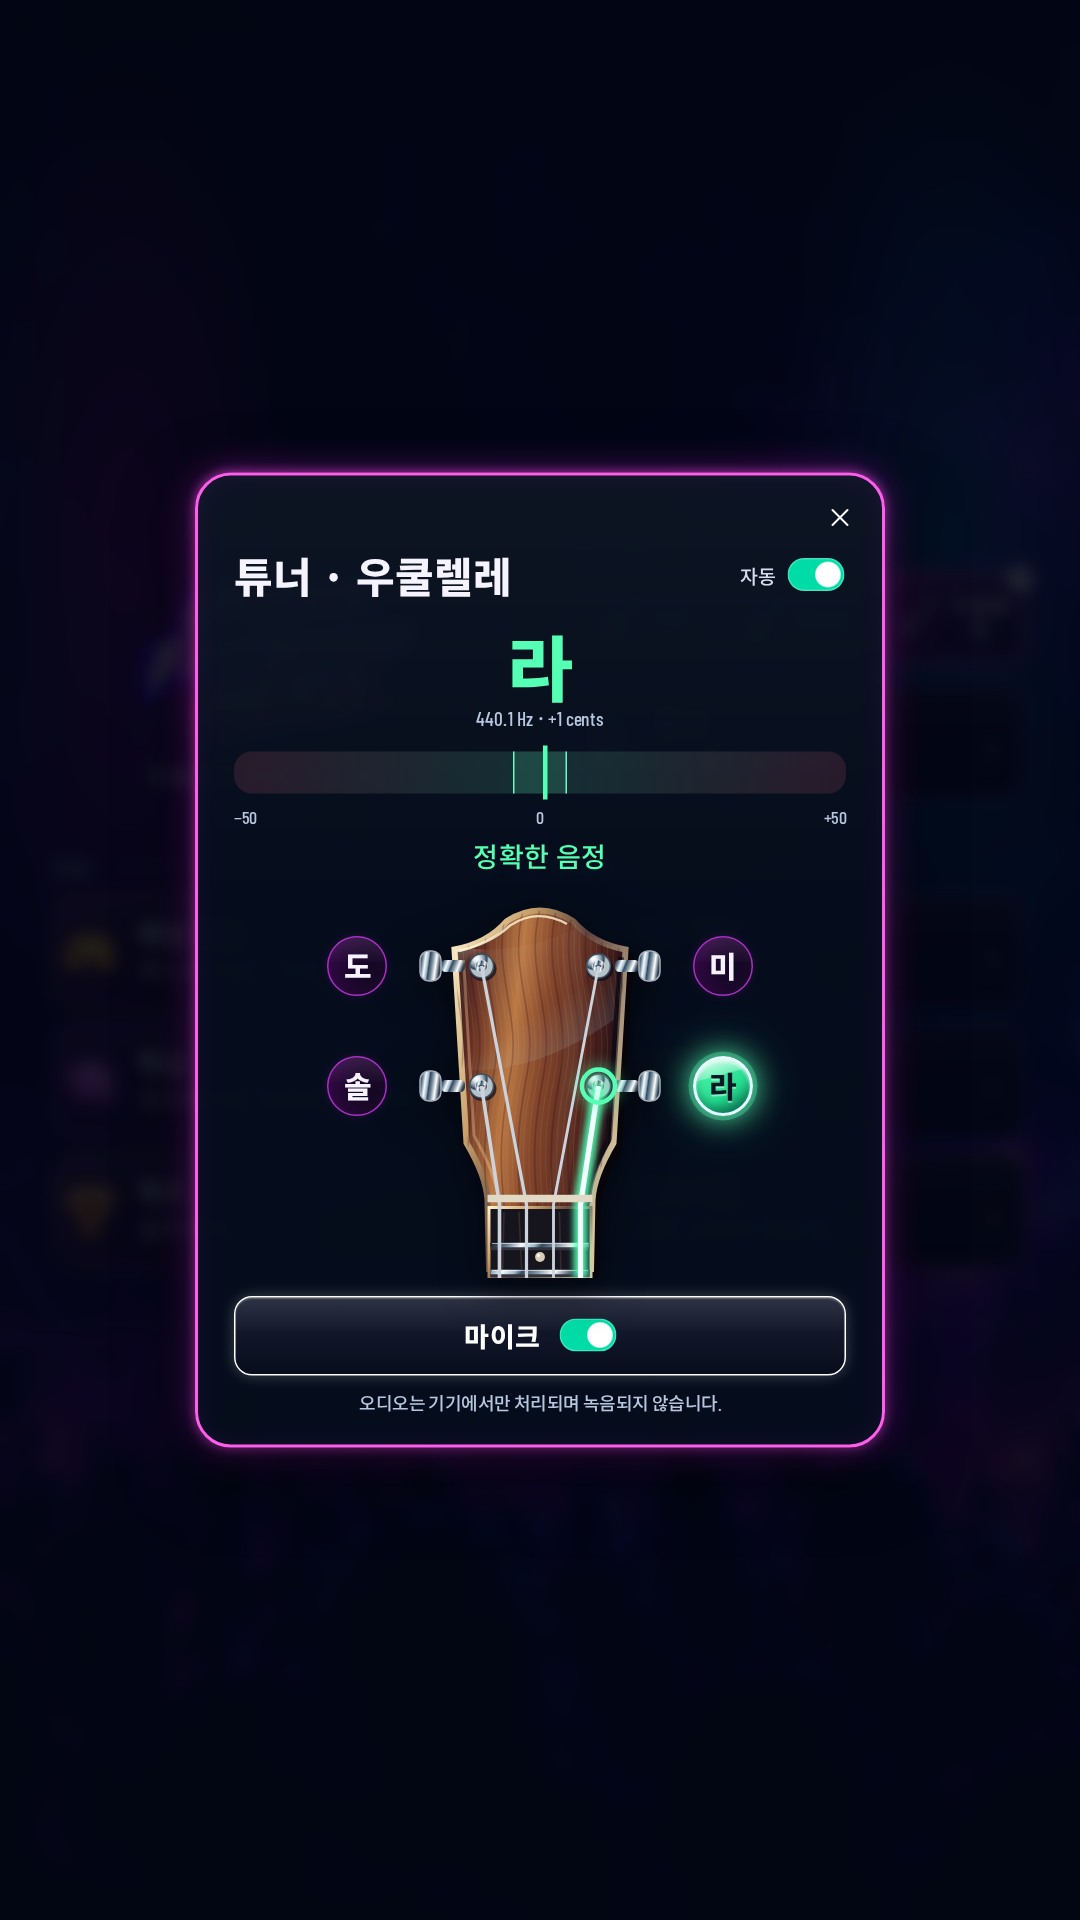 튜너 · 우쿨렐레
자동
라
440.1 Hz · +1 cents
−50 0 +50
정확한 음정
도 미
솔 라
마이크
오디오는 기기에서만 처리되며 녹음되지 않습니다.